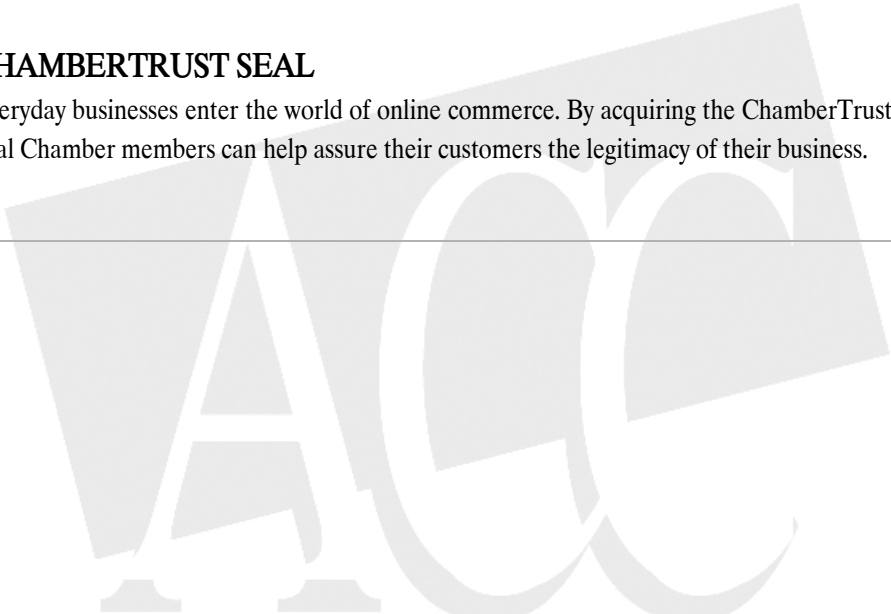 HAMBERTRUST SEAL
eryday businesses enter the world of online commerce. By acquiring the ChamberTrust
al Chamber members can help assure their customers the legitimacy of their business.
ACC